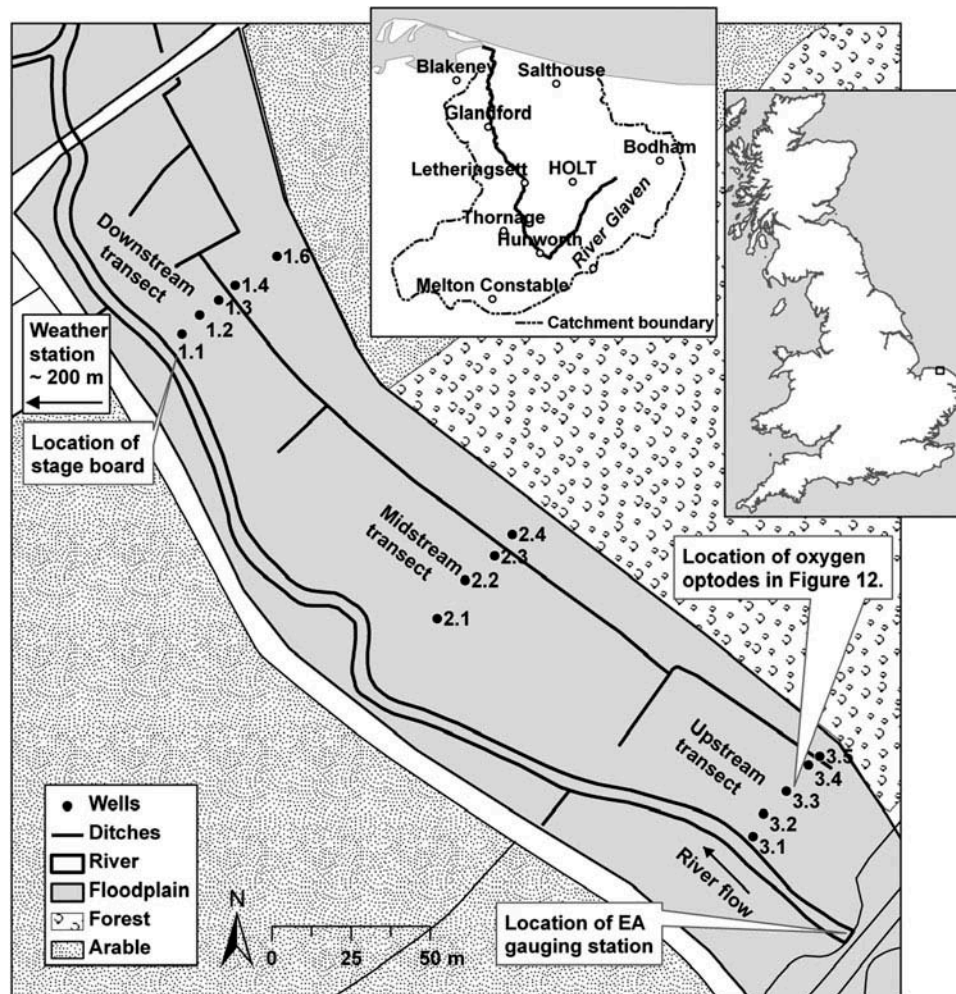 Blakeney
Salthouse
Glandford
Bodham
Letheringsett
HOLT
Thornage
Hunworth
River Glaven
Melton Constable
Catchment boundary
Downstream
transect
1.6
1.4
1.3
1.2
1.1
Weather
station
~ 200 m
Location of
stage board
Midstream
transect
2.4
2.3
2.2
2.1
Location of oxygen
optodes in Figure 12.
Upstream
transect
3.5
3.4
3.3
3.2
3.1
River flow
Location of EA
gauging station
Wells
Ditches
River
Floodplain
Forest
Arable
N
0 25 50 m